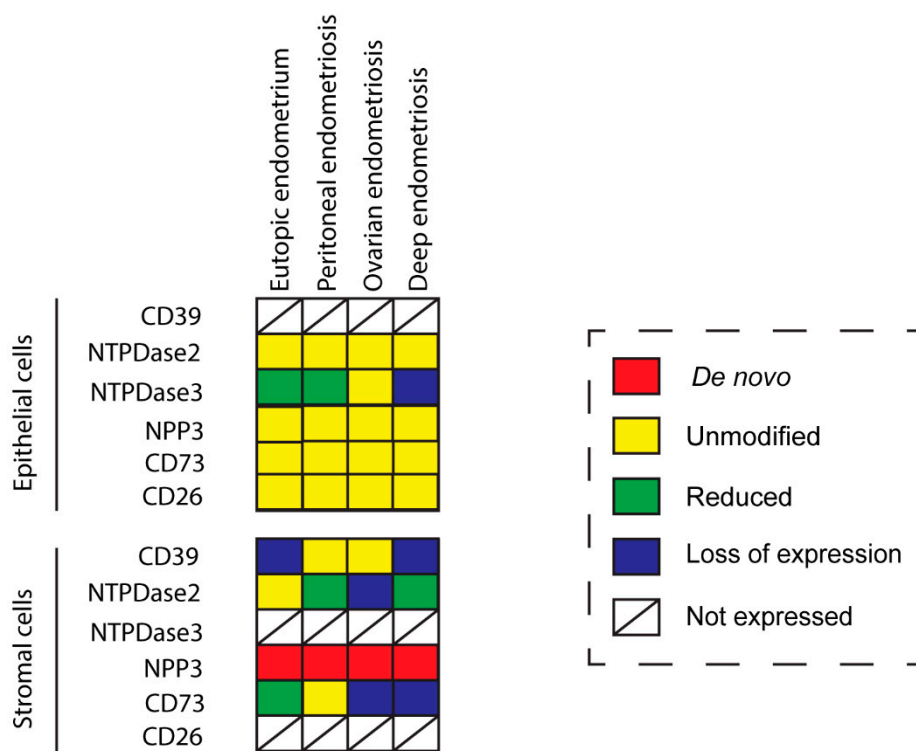 Eutopic endometrium
Peritoneal endometriosis
Ovarian endometriosis
Deep endometriosis
Epithelial cells
CD39
NTPDase2
NTPDase3
NPP3
CD73
CD26
Stromal cells
CD39
NTPDase2
NTPDase3
NPP3
CD73
CD26
De novo
Unmodified
Reduced
Loss of expression
Not expressed